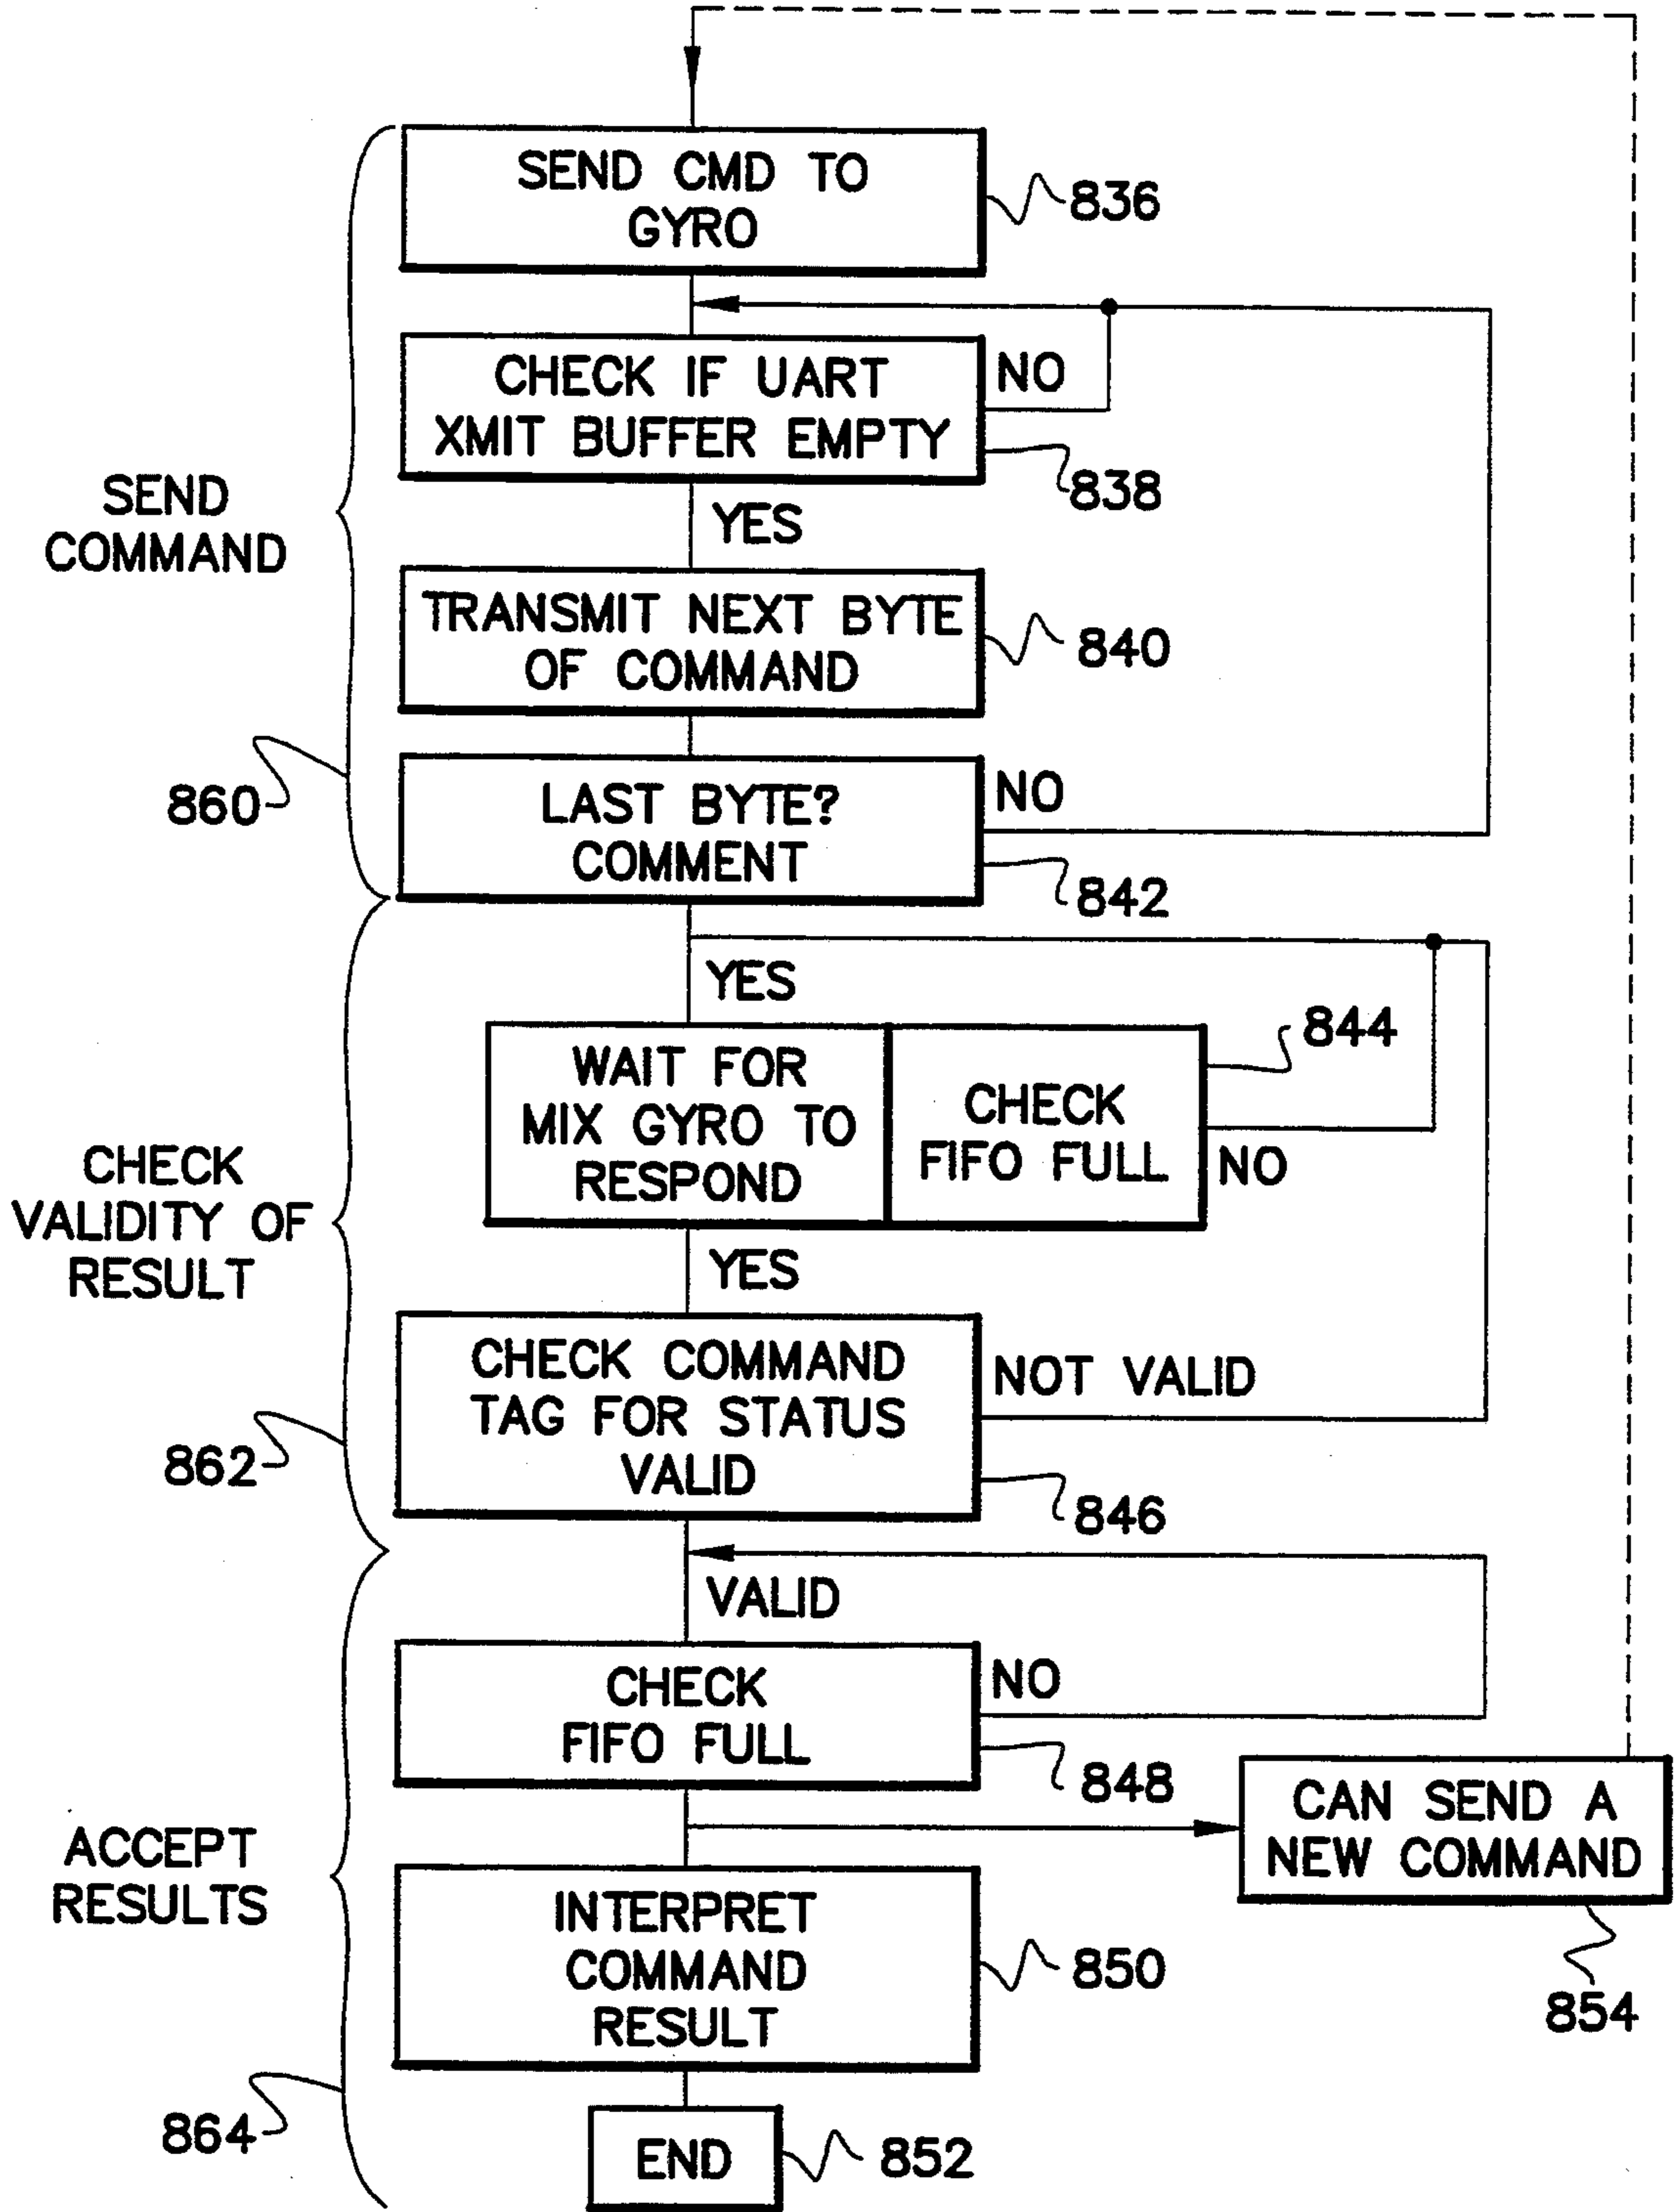 SEND CMD TO
GYRO
836
CHECK IF UART
XMIT BUFFER EMPTY
NO
838
YES
SEND
COMMAND
TRANSMIT NEXT BYTE
OF COMMAND
840
860
LAST BYTE?
COMMENT
NO
842
YES
WAIT FOR
MIX GYRO TO
RESPOND
CHECK
FIFO FULL
844
NO
CHECK
VALIDITY OF
RESULT
YES
CHECK COMMAND
TAG FOR STATUS
VALID
NOT VALID
846
862
VALID
CHECK
FIFO FULL
NO
848
CAN SEND A
NEW COMMAND
854
ACCEPT
RESULTS
INTERPRET
COMMAND
RESULT
850
864
END
852